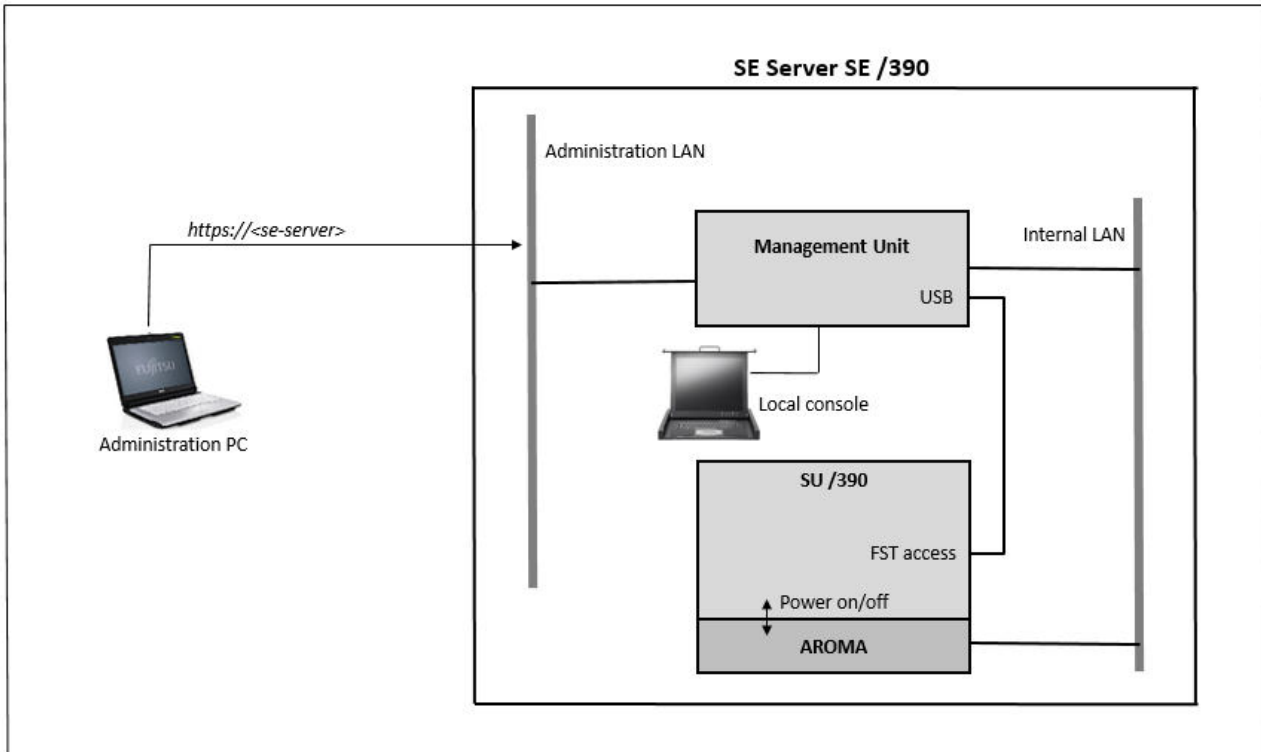 SE Server SE /390
Administration LAN
https://<se-server>
Management Unit
Internal LAN
USB
FUJITSU
Local console
Administration PC
SU /390
FST access
Power on/off
AROMA